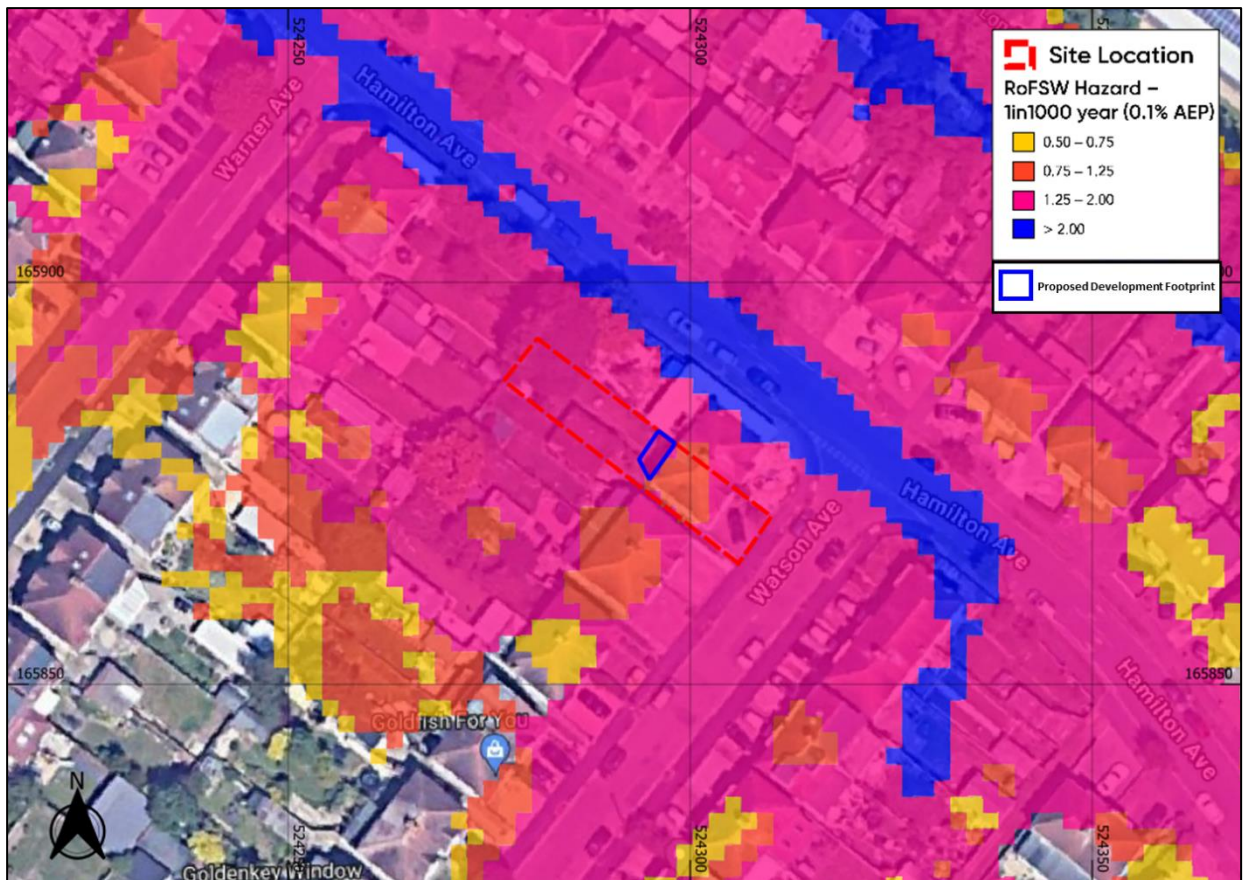 524250
524300
Site Location
RoFSW Hazard –
1in1000 year (0.1% AEP)
0.50 – 0.75
0.75 – 1.25
1.25 – 2.00
> 2.00
Proposed Development Footprint
Hamilton Ave
Warner Ave
165900
Hamilton Ave
Watson Ave
165850
165850
Hamilton Ave
Goldfish For You
N
524300
524350
Goldenkey Window